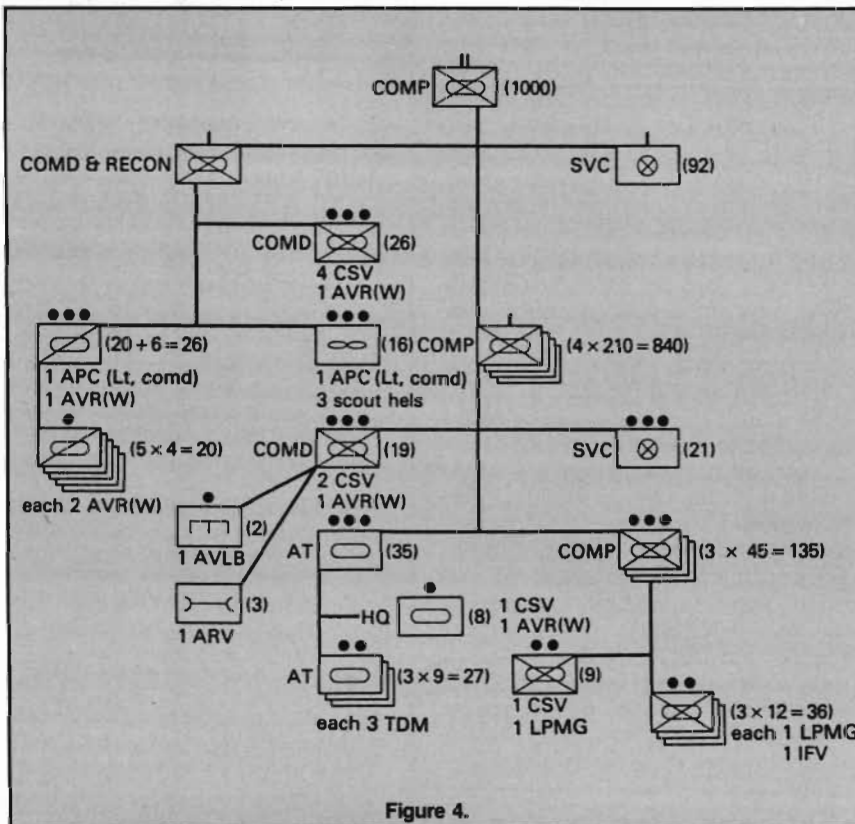 COMP (1000)
COMD & RECON
SVC (92)
COMD (26)
4 CSV
1 AVR(W)
(20 + 6 = 26)
1 APC (Lt, comd)
1 AVR(W)
(16)
1 APC (Lt, comd)
3 scout hels
COMP (4 × 210 = 840)
(5 × 4 = 20)
each 2 AVR(W)
COMD (19)
2 CSV
1 AVR(W)
SVC (21)
(2)
1 AVLB
(3)
1 ARV
AT (35)
COMP (3 × 45 = 135)
HQ (8)
1 CSV
1 AVR(W)
AT (3 × 9 = 27)
each 3 TDM
(9)
1 CSV
1 LPMG
(3 × 12 = 36)
each 1 LPMG
1 IFV
Figure 4.